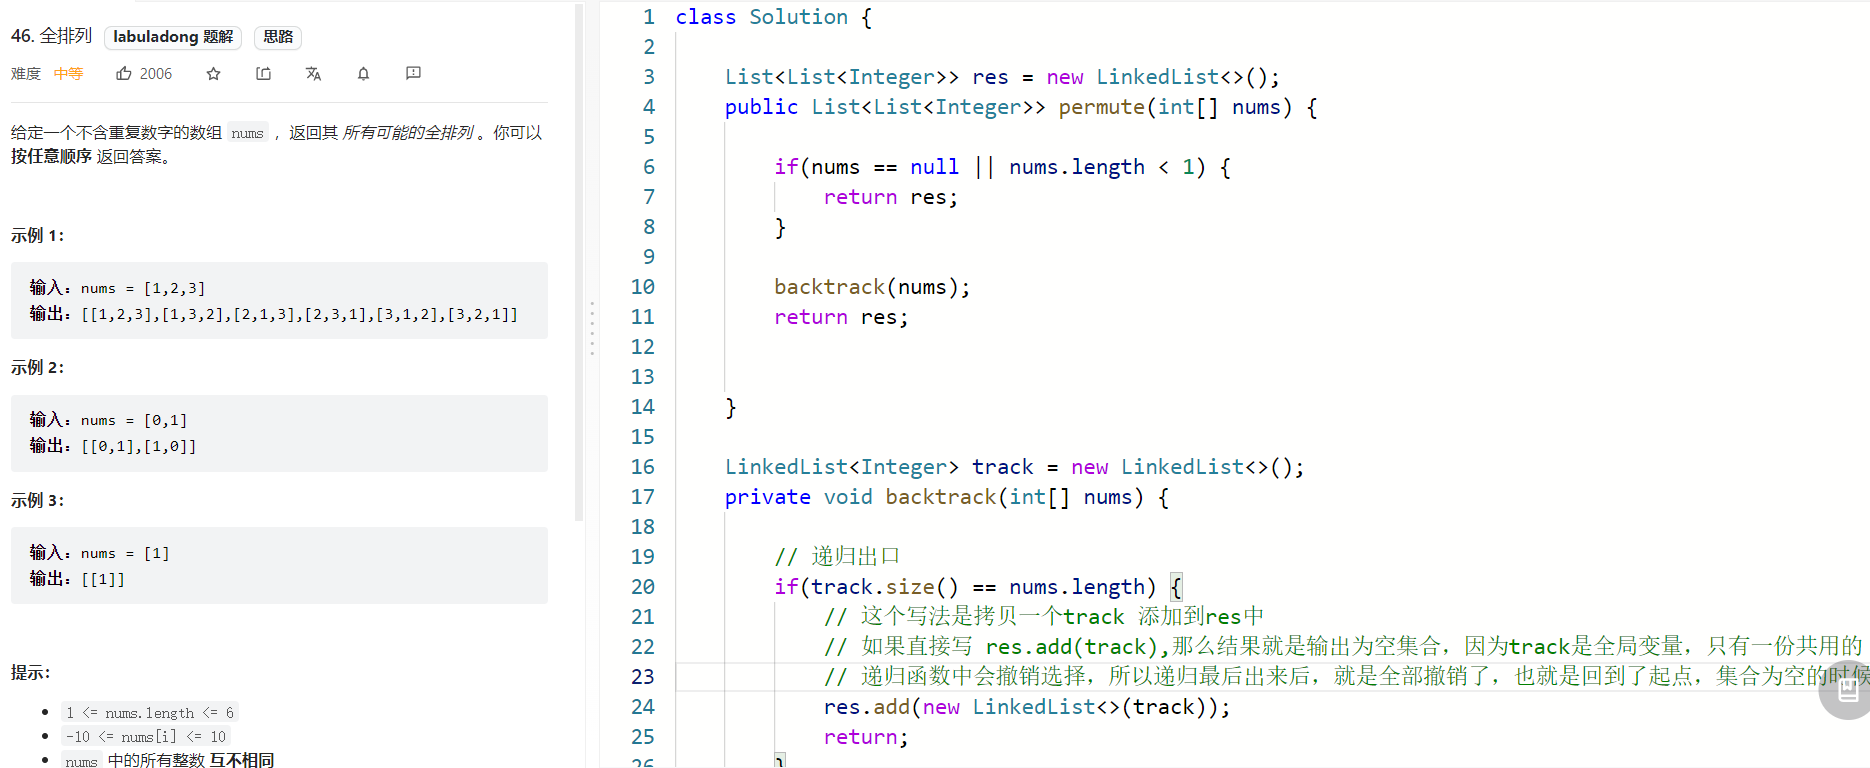 46. 全排列 labuladong 题解 思路
难度 中等 2006
给定一个不含重复数字的数组 nums ，返回其 所有可能的全排列 。你可以
按任意顺序 返回答案。
示例 1：
输入：nums = [1,2,3]
输出：[[1,2,3],[1,3,2],[2,1,3],[2,3,1],[3,1,2],[3,2,1]]
示例 2：
输入：nums = [0,1]
输出：[[0,1],[1,0]]
示例 3：
输入：nums = [1]
输出：[[1]]
提示：
1 <= nums.length <= 6
-10 <= nums[i] <= 10
nums 中的所有整数 互不相同
1 class Solution {
2
3 List<List<Integer>> res = new LinkedList<>();
4 public List<List<Integer>> permute(int[] nums) {
5
6 if(nums == null || nums.length < 1) {
7 return res;
8 }
9
10 backtrack(nums);
11 return res;
12
13
14 }
15
16 LinkedList<Integer> track = new LinkedList<>();
17 private void backtrack(int[] nums) {
18
19 // 递归出口
20 if(track.size() == nums.length) {
21 // 这个写法是拷贝一个track 添加到res中
22 // 如果直接写 res.add(track),那么结果就是输出为空集合，因为track是全局变量，只有一份共用的
23 // 递归函数中会撤销选择，所以递归最后出来后，就是全部撤销了，也就是回到了起点，集合为空的时候
24 res.add(new LinkedList<>(track));
25 return;
26 }